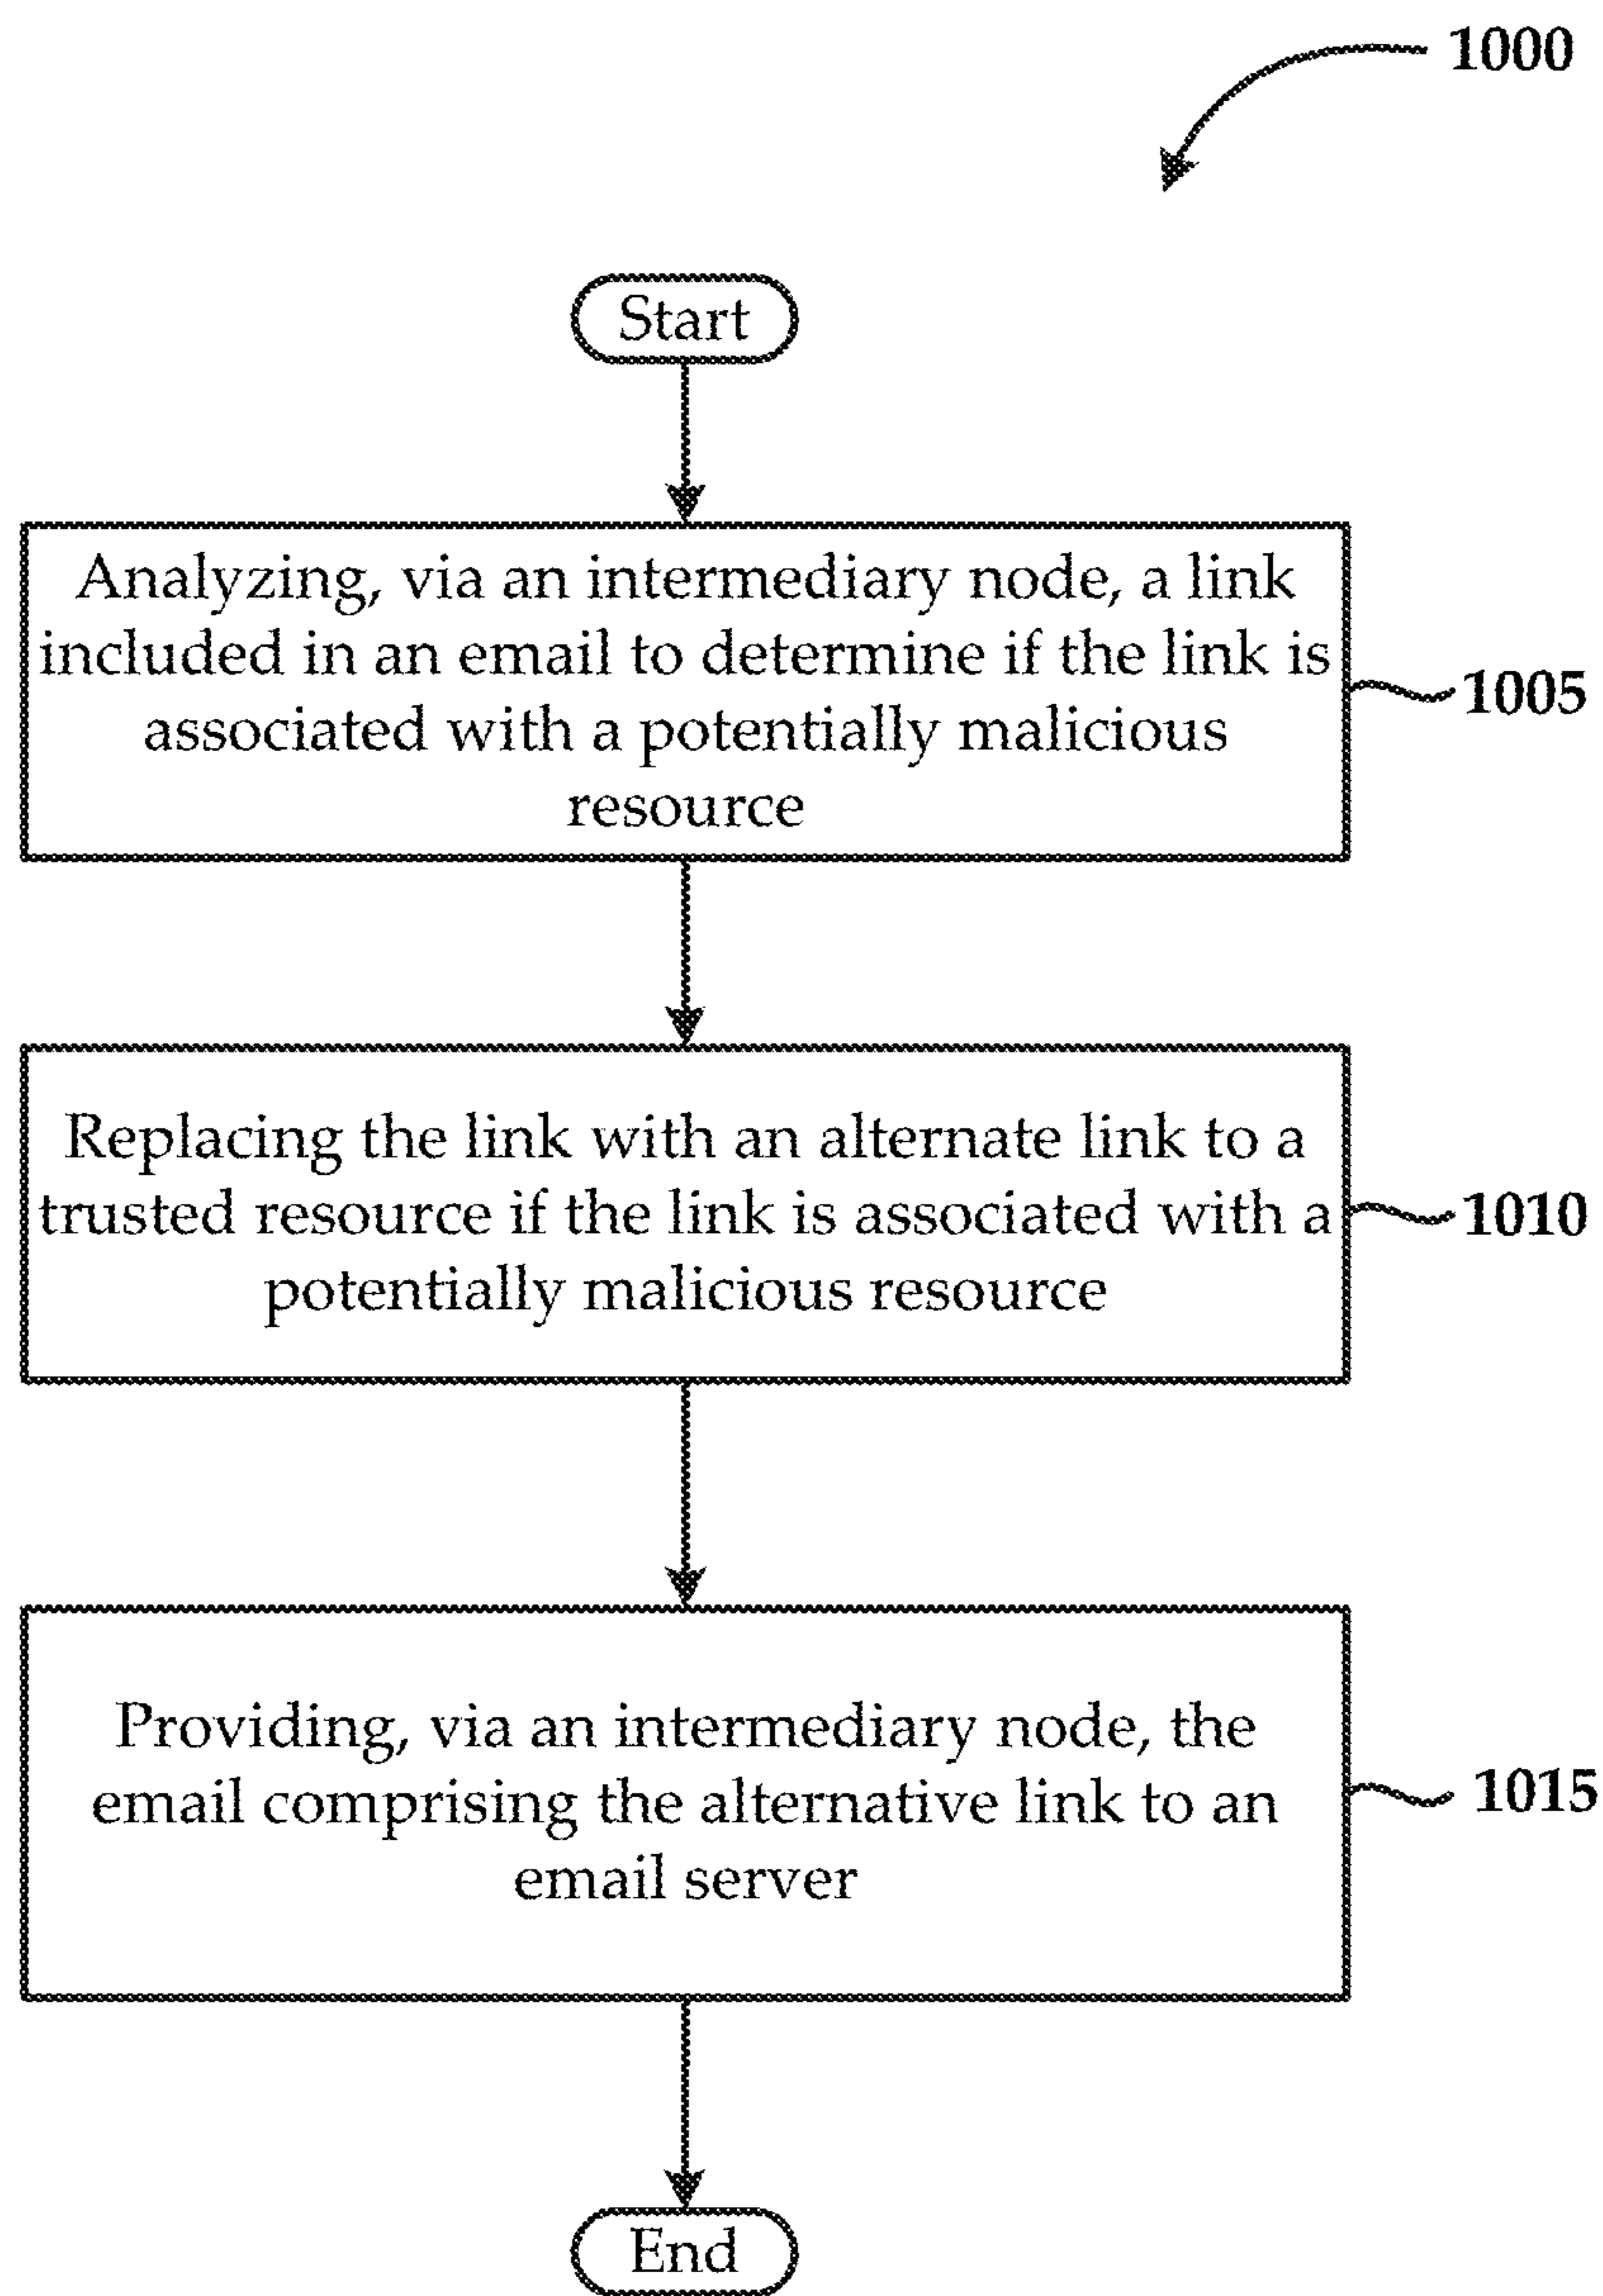 1000
Start
Analyzing, via an intermediary node, a link
included in an email to determine if the link is
associated with a potentially malicious
resource
1005
Replacing the link with an alternate link to a
trusted resource if the link is associated with a
potentially malicious resource
1010
Providing, via an intermediary node, the
email comprising the alternative link to an
email server
1015
End